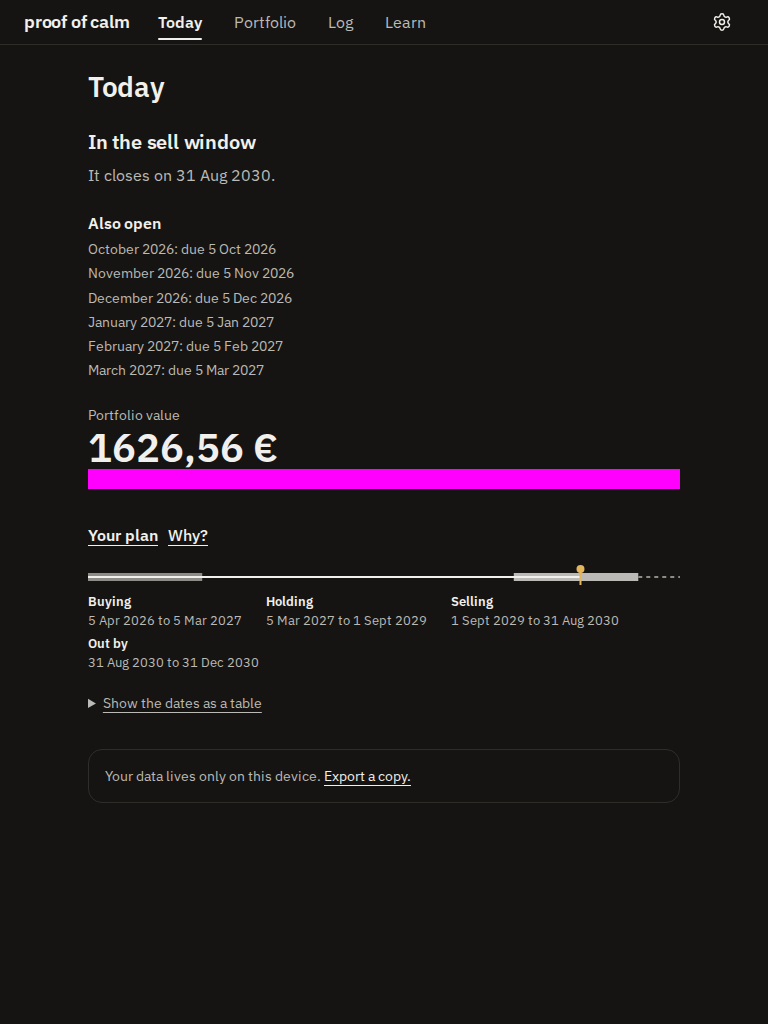 proof of calm Today Portfolio Log Learn
Today
In the sell window
It closes on 31 Aug 2030.
Also open
October 2026: due 5 Oct 2026
November 2026: due 5 Nov 2026
December 2026: due 5 Dec 2026
January 2027: due 5 Jan 2027
February 2027: due 5 Feb 2027
March 2027: due 5 Mar 2027
Portfolio value
1626,56 €
Your plan Why?
Buying Holding Selling
5 Apr 2026 to 5 Mar 2027 5 Mar 2027 to 1 Sept 2029 1 Sept 2029 to 31 Aug 2030
Out by
31 Aug 2030 to 31 Dec 2030
Show the dates as a table
Your data lives only on this device. Export a copy.